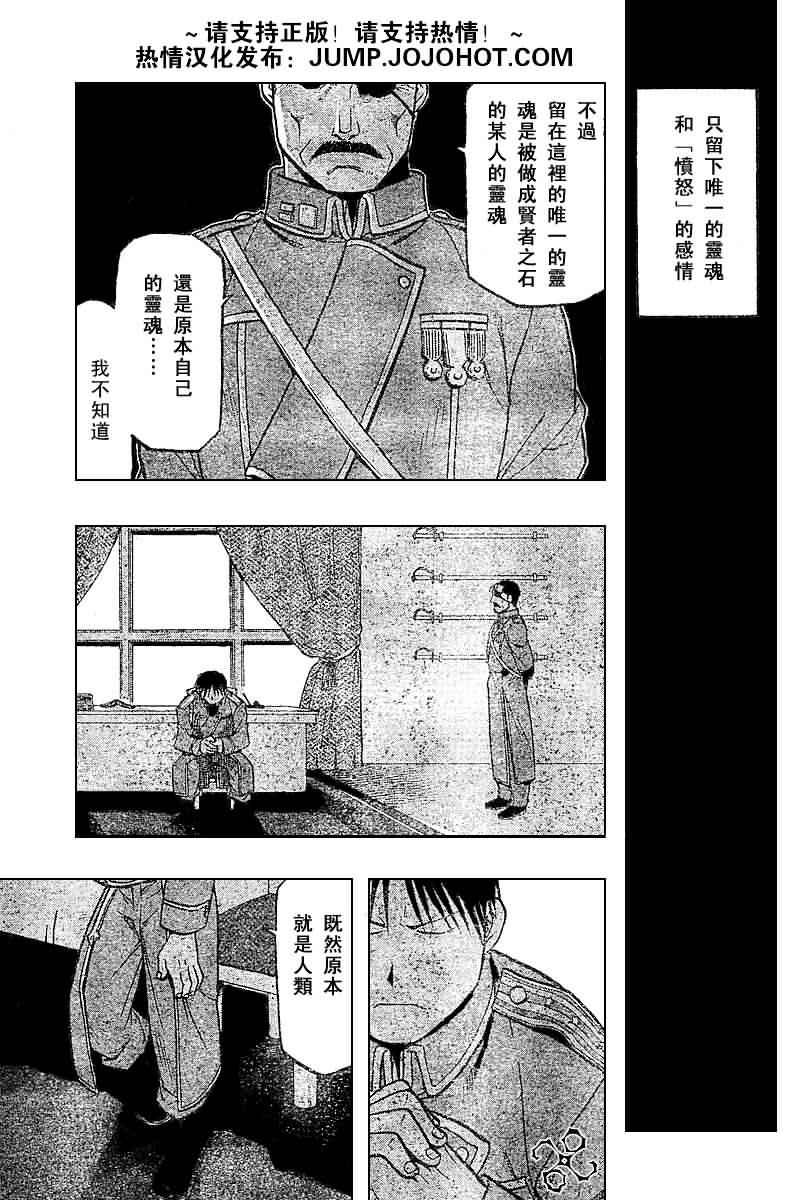 ~请支持正版！请支持热情！~
热情汉化发布：JUMP.JOJOHOT.COM
只留下唯一的靈魂
和「憤怒」的感情
不過
留在這裡的唯一的靈
魂是被做成賢者之石
的某人的靈魂
還是原本自己
的靈魂……
我不知道
既然原本
就是人類